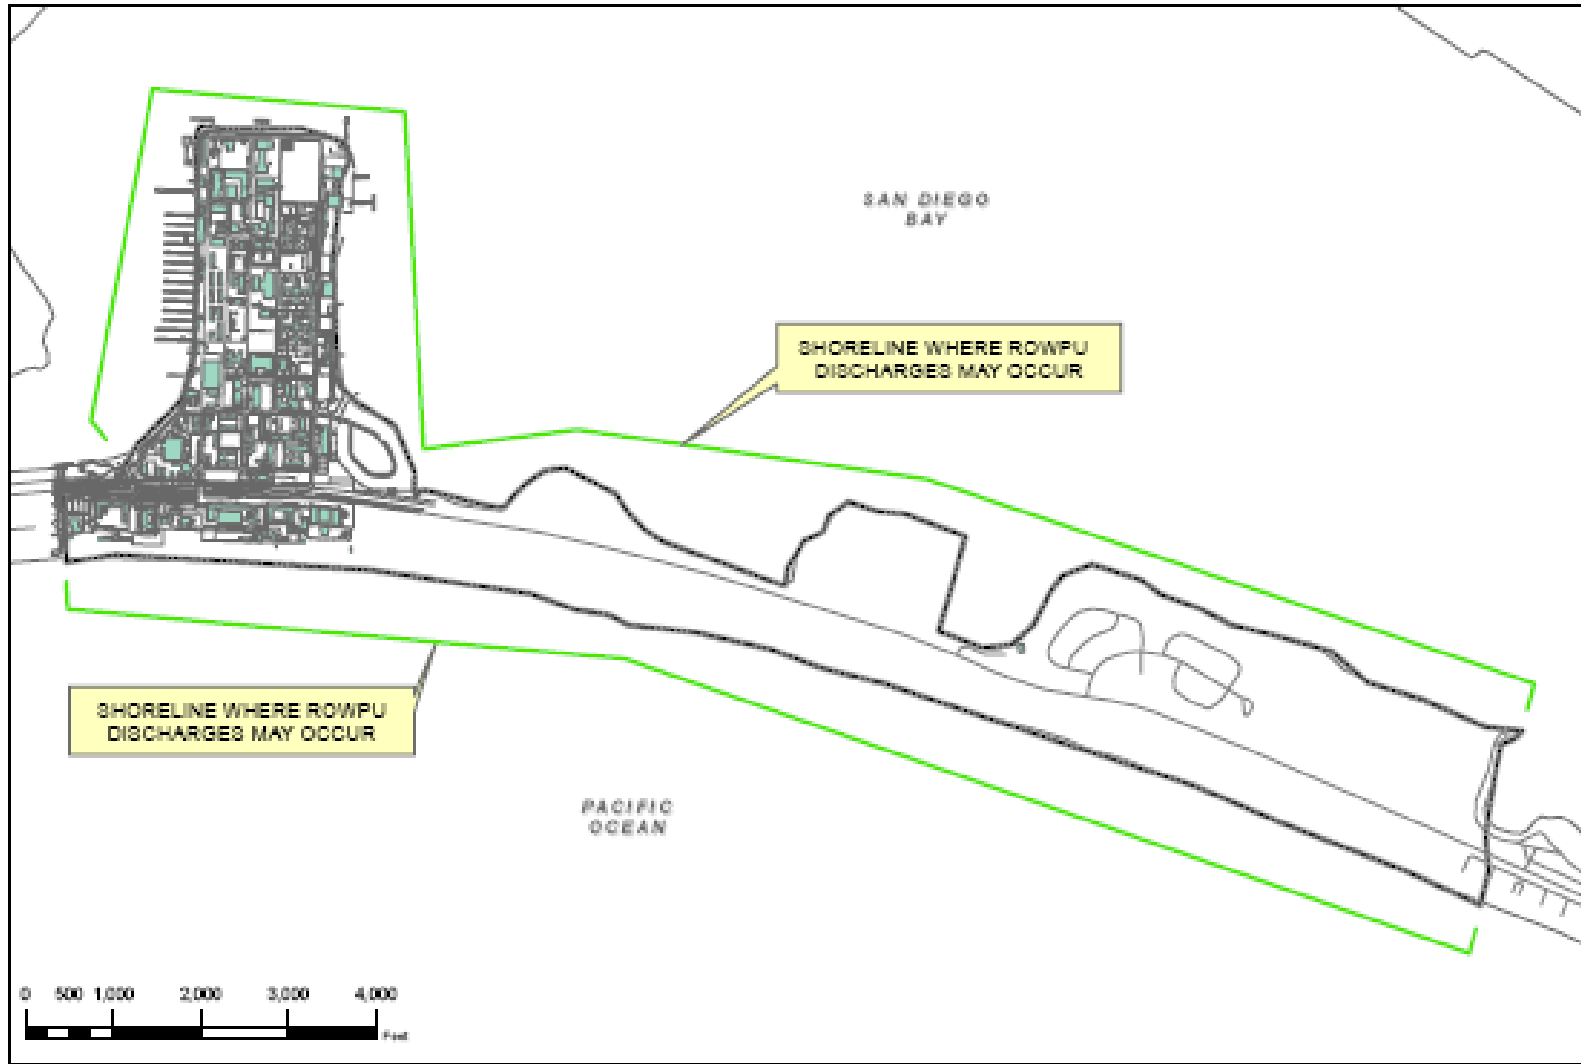 SAN DIEGO
BAY
SHORELINE WHERE ROWPU
DISCHARGES MAY OCCUR
SHORELINE WHERE ROWPU
DISCHARGES MAY OCCUR
PACIFIC
OCEAN
0 500 1,000 2,000 3,000 4,000
Feet